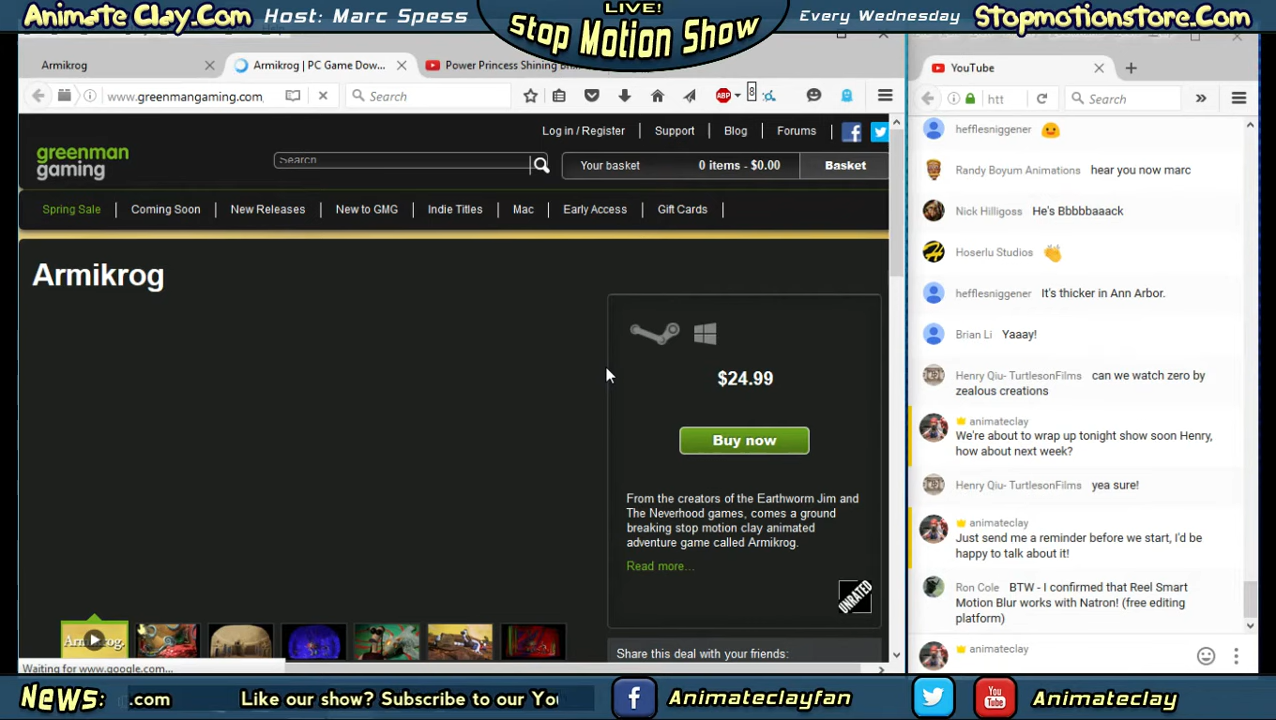 Animate Clay.Com Host: Marc Spess LIVE! Stop Motion Show Every Wednesday Stopmotionstore.Com
Armikrog
Armikrog | PC Game Dow...
Power Princess Shining
www.greenmangaming.com
Search
ABP
8
greenman gaming
Log in / Register
Support
Blog
Forums
Search
Your basket
0 items - $0.00
Basket
Spring Sale
Coming Soon
New Releases
New to GMG
Indie Titles
Mac
Early Access
Gift Cards
Armikrog
$24.99
Buy now
From the creators of the Earthworm Jim and
The Neverhood games, comes a ground
breaking stop motion clay animated
adventure game called Armikrog.
Read more...
UNRATED
Armikrog.
Share this deal with your friends:
Waiting for www.google.com...
YouTube
htt
Search
hefflesniggener
Randy Boyum Animations hear you now marc
Nick Hilligoss He's Bbbbbaaack
Hoserlu Studios
hefflesniggener It's thicker in Ann Arbor.
Brian Li Yaaay!
Henry Qiu- TurtlesonFilms can we watch zero by
zealous creations
animateclay
We're about to wrap up tonight show soon Henry,
how about next week?
Henry Qiu- TurtlesonFilms yea sure!
animateclay
Just send me a reminder before we start, I'd be
happy to talk about it!
Ron Cole BTW - I confirmed that Reel Smart
Motion Blur works with Natron! (free editing
platform)
animateclay
News: .com Like our show? Subscribe to our You
Animateclayfan
You Tube
Animateclay